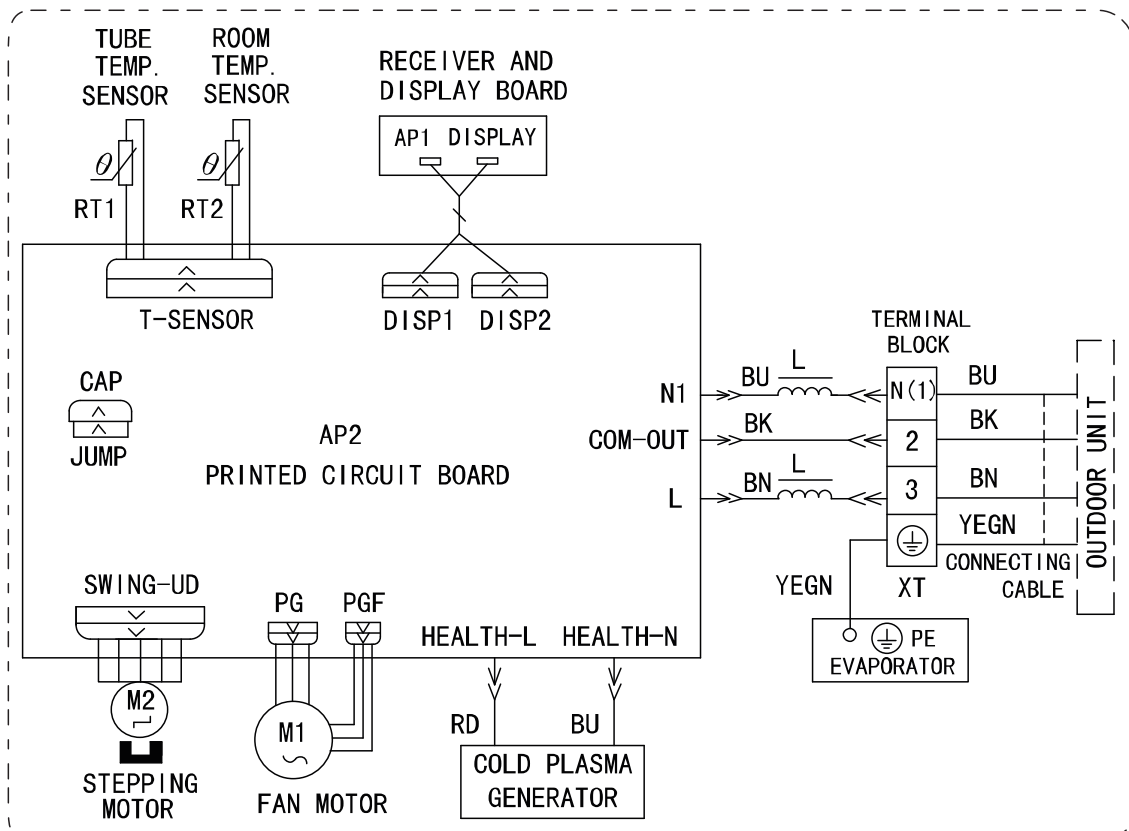 TUBE
TEMP.
SENSOR
ROOM
TEMP.
SENSOR
RECEIVER AND
DISPLAY BOARD
AP1 DISPLAY
θ
RT1
θ
RT2
T-SENSOR
DISP1
DISP2
CAP
JUMP
AP2
PRINTED CIRCUIT BOARD
N1
COM-OUT
L
BU
L
BK
BN
L
TERMINAL
BLOCK
N(1)
2
3
XT
BU
BK
BN
YEGN
CONNECTING
CABLE
OUTDOOR UNIT
YEGN
PE
EVAPORATOR
SWING-UD
M2
STEPPING
MOTOR
PG
PGF
M1
FAN MOTOR
HEALTH-L
HEALTH-N
RD
BU
COLD PLASMA
GENERATOR